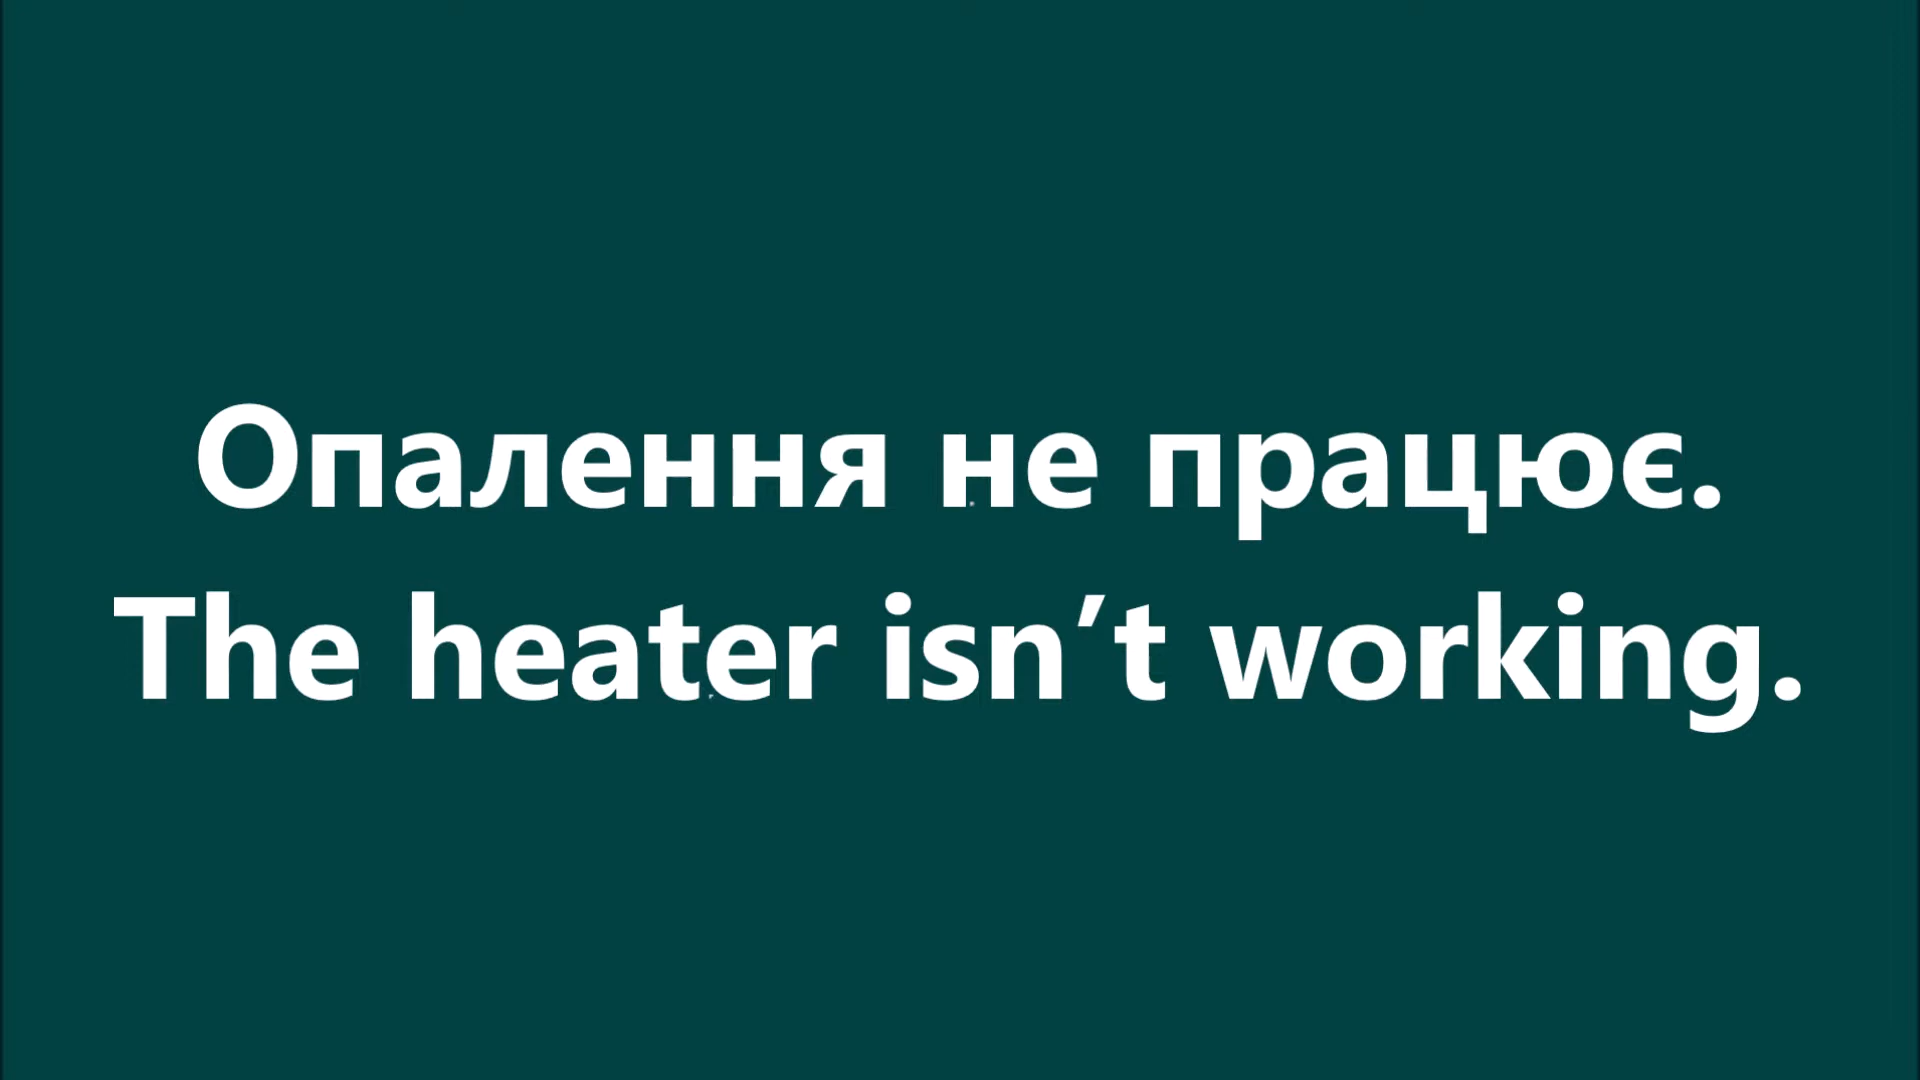 Опалення не працює.
The heater isn’t working.